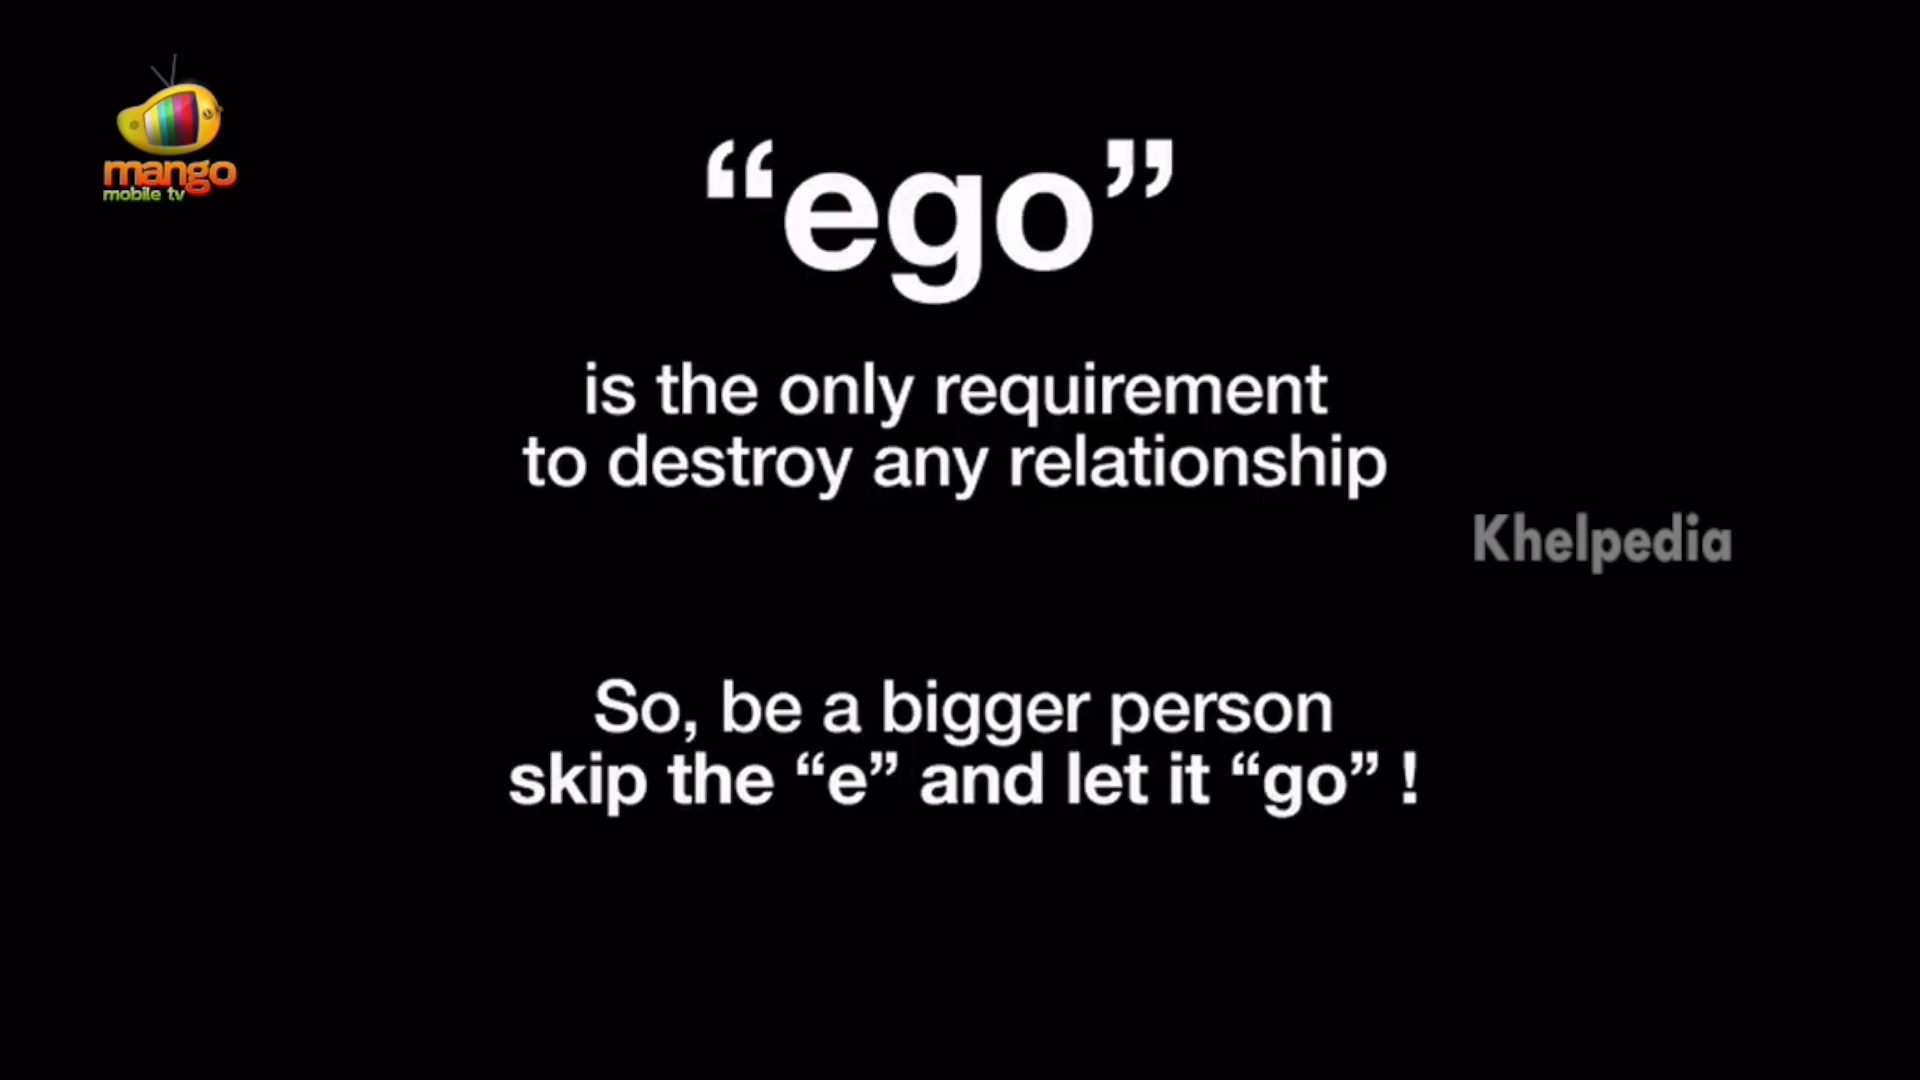 mango
mobile tv
“ego”
is the only requirement
to destroy any relationship
Khelpedia
So, be a bigger person
skip the “e” and let it “go” !